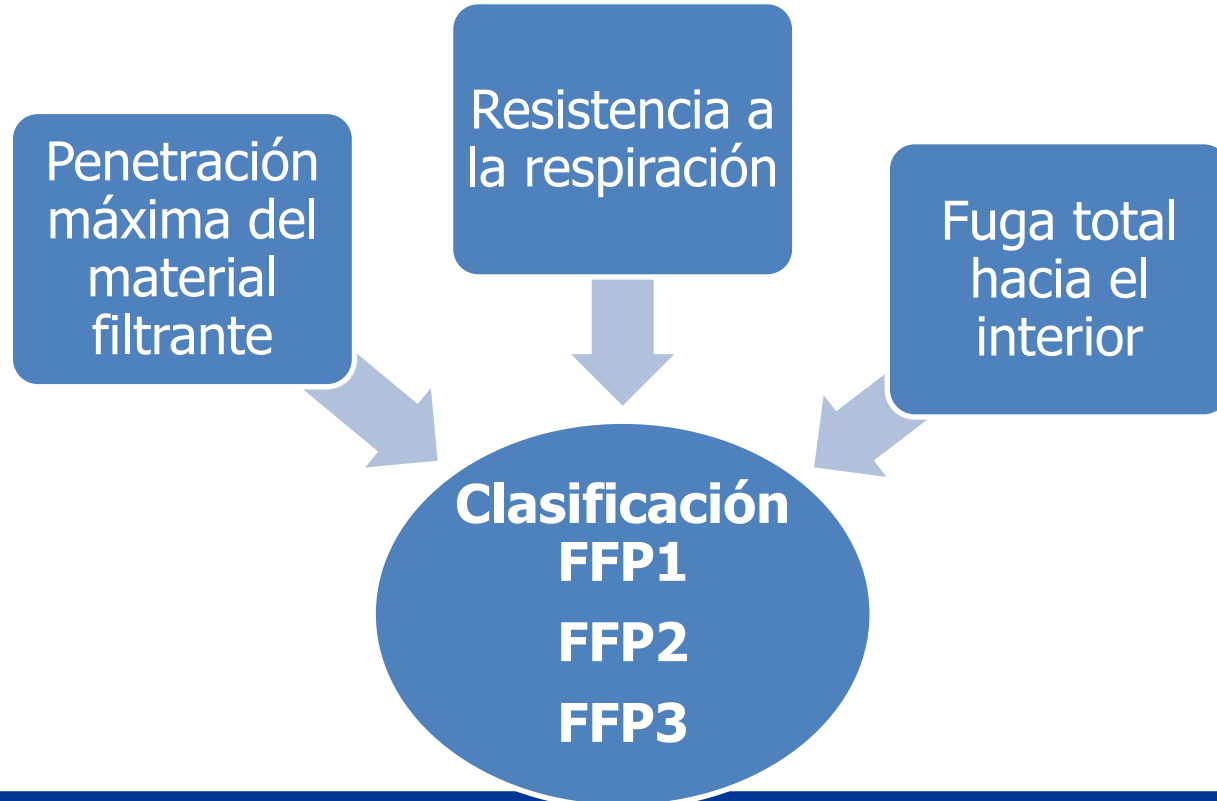 Penetración
máxima del
material
filtrante
Resistencia a
la respiración
Fuga total
hacia el
interior
Clasificación
FFP1
FFP2
FFP3